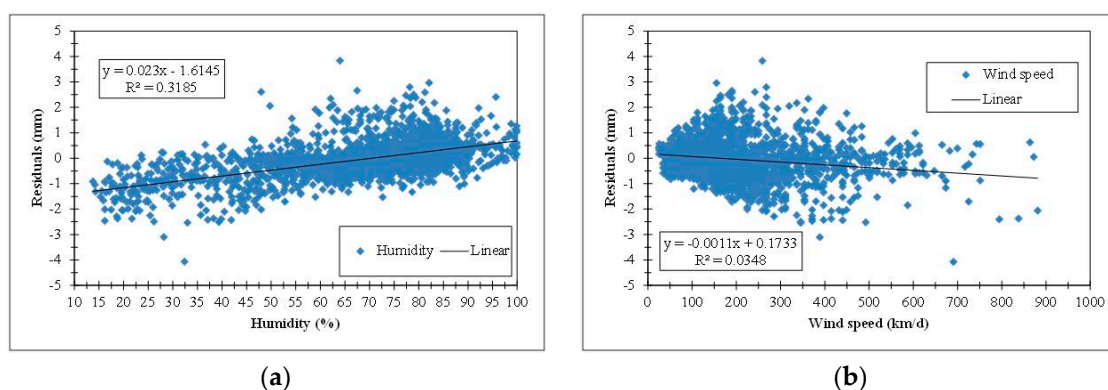 5
4
3
2
1
0
-1
-2
-3
-4
-5
Residuals (mm)
y = 0.023x - 1.6145
R² = 0.3185
Humidity
Linear
10 15 20 25 30 35 40 45 50 55 60 65 70 75 80 85 90 95 100
Humidity (%)
(a)
5
4
3
2
1
0
-1
-2
-3
-4
-5
Residuals (mm)
Wind speed
Linear
y = -0.0011x + 0.1733
R² = 0.0348
0 100 200 300 400 500 600 700 800 900 1000
Wind speed (km/d)
(b)